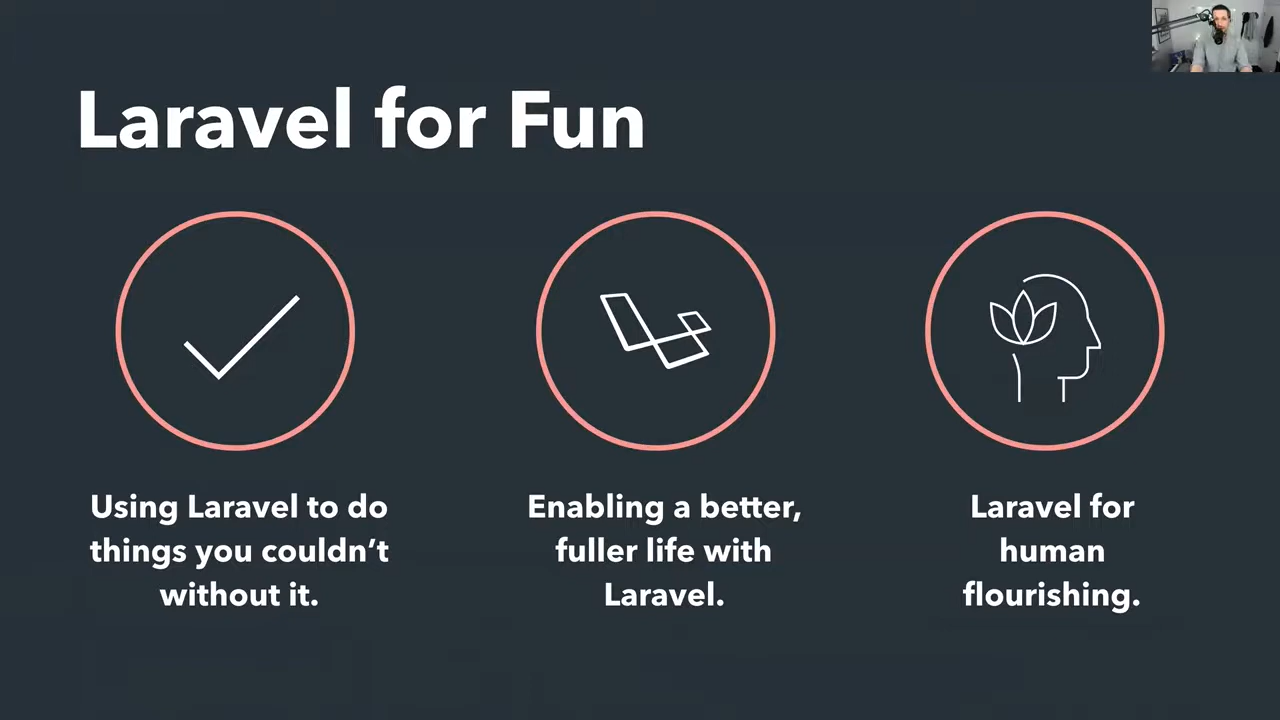 Laravel for Fun
Using Laravel to do
things you couldn’t
without it.
Enabling a better,
fuller life with
Laravel.
Laravel for
human
flourishing.